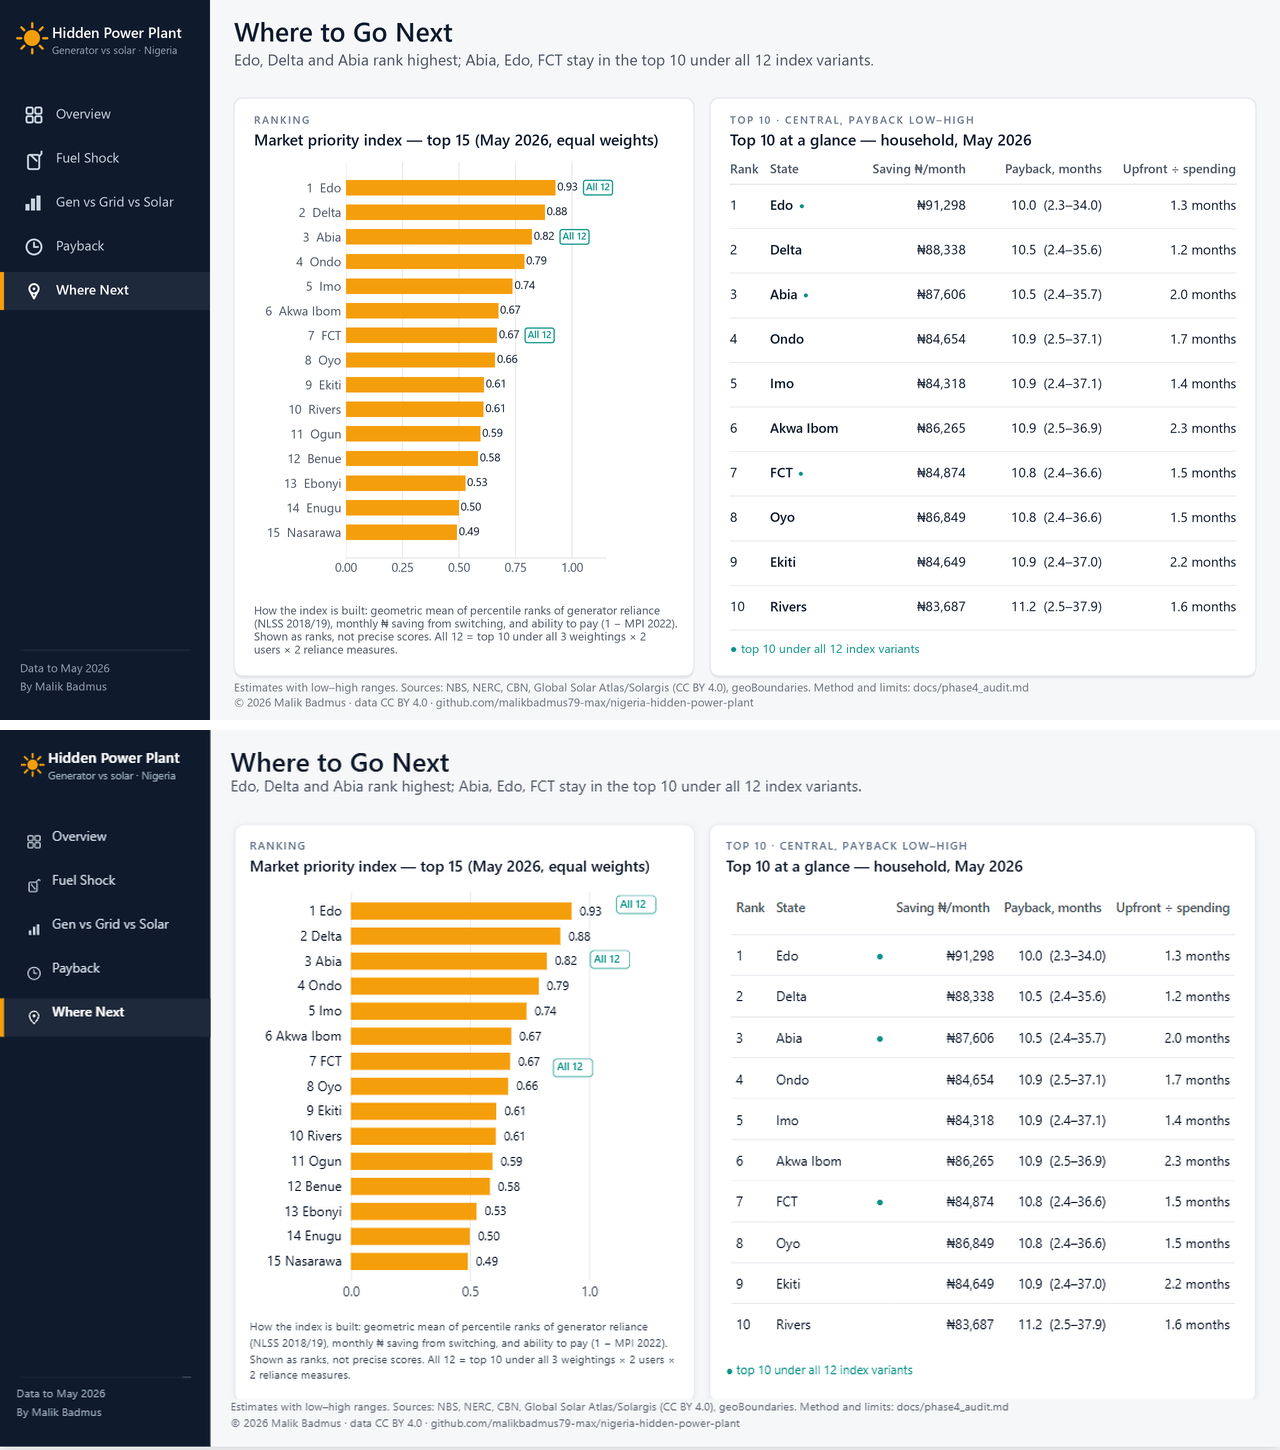 Hidden Power Plant
Generator vs solar · Nigeria
Overview
Fuel Shock
Gen vs Grid vs Solar
Payback
Where Next
Data to May 2026
By Malik Badmus
Where to Go Next
Edo, Delta and Abia rank highest; Abia, Edo, FCT stay in the top 10 under all 12 index variants.
RANKING
Market priority index — top 15 (May 2026, equal weights)
1 Edo 0.93 All 12
2 Delta 0.88
3 Abia 0.82 All 12
4 Ondo 0.79
5 Imo 0.74
6 Akwa Ibom 0.67
7 FCT 0.67 All 12
8 Oyo 0.66
9 Ekiti 0.61
10 Rivers 0.61
11 Ogun 0.59
12 Benue 0.58
13 Ebonyi 0.53
14 Enugu 0.50
15 Nasarawa 0.49
0.00 0.25 0.50 0.75 1.00
How the index is built: geometric mean of percentile ranks of generator reliance
(NLSS 2018/19), monthly ₦ saving from switching, and ability to pay (1 − MPI 2022).
Shown as ranks, not precise scores. All 12 = top 10 under all 3 weightings × 2
users × 2 reliance measures.
TOP 10 · CENTRAL, PAYBACK LOW–HIGH
Top 10 at a glance — household, May 2026
Rank State Saving ₦/month Payback, months Upfront ÷ spending
1 Edo • ₦91,298 10.0 (2.3–34.0) 1.3 months
2 Delta ₦88,338 10.5 (2.4–35.6) 1.2 months
3 Abia • ₦87,606 10.5 (2.4–35.7) 2.0 months
4 Ondo ₦84,654 10.9 (2.5–37.1) 1.7 months
5 Imo ₦84,318 10.9 (2.4–37.1) 1.4 months
6 Akwa Ibom ₦86,265 10.9 (2.5–36.9) 2.3 months
7 FCT • ₦84,874 10.8 (2.4–36.6) 1.5 months
8 Oyo ₦86,849 10.8 (2.4–36.6) 1.5 months
9 Ekiti ₦84,649 10.9 (2.4–37.0) 2.2 months
10 Rivers ₦83,687 11.2 (2.5–37.9) 1.6 months
● top 10 under all 12 index variants
Estimates with low–high ranges. Sources: NBS, NERC, CBN, Global Solar Atlas/Solargis (CC BY 4.0), geoBoundaries. Method and limits: docs/phase4_audit.md
© 2026 Malik Badmus · data CC BY 4.0 · github.com/malikbadmus79-max/nigeria-hidden-power-plant
Hidden Power Plant
Generator vs solar · Nigeria
Overview
Fuel Shock
Gen vs Grid vs Solar
Payback
Where Next
Data to May 2026
By Malik Badmus
Where to Go Next
Edo, Delta and Abia rank highest; Abia, Edo, FCT stay in the top 10 under all 12 index variants.
RANKING
Market priority index — top 15 (May 2026, equal weights)
1 Edo 0.93 All 12
2 Delta 0.88
3 Abia 0.82 All 12
4 Ondo 0.79
5 Imo 0.74
6 Akwa Ibom 0.67
7 FCT 0.67 All 12
8 Oyo 0.66
9 Ekiti 0.61
10 Rivers 0.61
11 Ogun 0.59
12 Benue 0.58
13 Ebonyi 0.53
14 Enugu 0.50
15 Nasarawa 0.49
0.0 0.5 1.0
How the index is built: geometric mean of percentile ranks of generator reliance
(NLSS 2018/19), monthly ₦ saving from switching, and ability to pay (1 − MPI 2022).
Shown as ranks, not precise scores. All 12 = top 10 under all 3 weightings × 2 users ×
2 reliance measures.
TOP 10 · CENTRAL, PAYBACK LOW–HIGH
Top 10 at a glance — household, May 2026
Rank State Saving ₦/month Payback, months Upfront ÷ spending
1 Edo ● ₦91,298 10.0 (2.3–34.0) 1.3 months
2 Delta ₦88,338 10.5 (2.4–35.6) 1.2 months
3 Abia ● ₦87,606 10.5 (2.4–35.7) 2.0 months
4 Ondo ₦84,654 10.9 (2.5–37.1) 1.7 months
5 Imo ₦84,318 10.9 (2.4–37.1) 1.4 months
6 Akwa Ibom ₦86,265 10.9 (2.5–36.9) 2.3 months
7 FCT ● ₦84,874 10.8 (2.4–36.6) 1.5 months
8 Oyo ₦86,849 10.8 (2.4–36.6) 1.5 months
9 Ekiti ₦84,649 10.9 (2.4–37.0) 2.2 months
10 Rivers ₦83,687 11.2 (2.5–37.9) 1.6 months
● top 10 under all 12 index variants
Estimates with low–high ranges. Sources: NBS, NERC, CBN, Global Solar Atlas/Solargis (CC BY 4.0), geoBoundaries. Method and limits: docs/phase4_audit.md
© 2026 Malik Badmus · data CC BY 4.0 · github.com/malikbadmus79-max/nigeria-hidden-power-plant